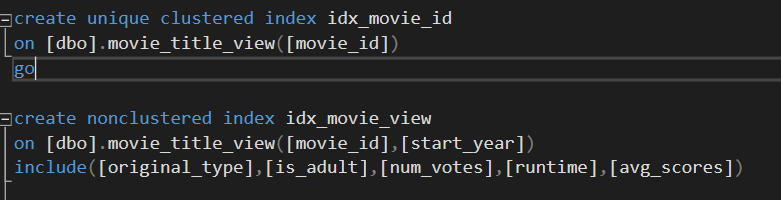 create unique clustered index idx_movie_id
on [dbo].movie_title_view([movie_id])
go
create nonclustered index idx_movie_view
on [dbo].movie_title_view([movie_id],[start_year])
include([original_type],[is_adult],[num_votes],[runtime],[avg_scores])